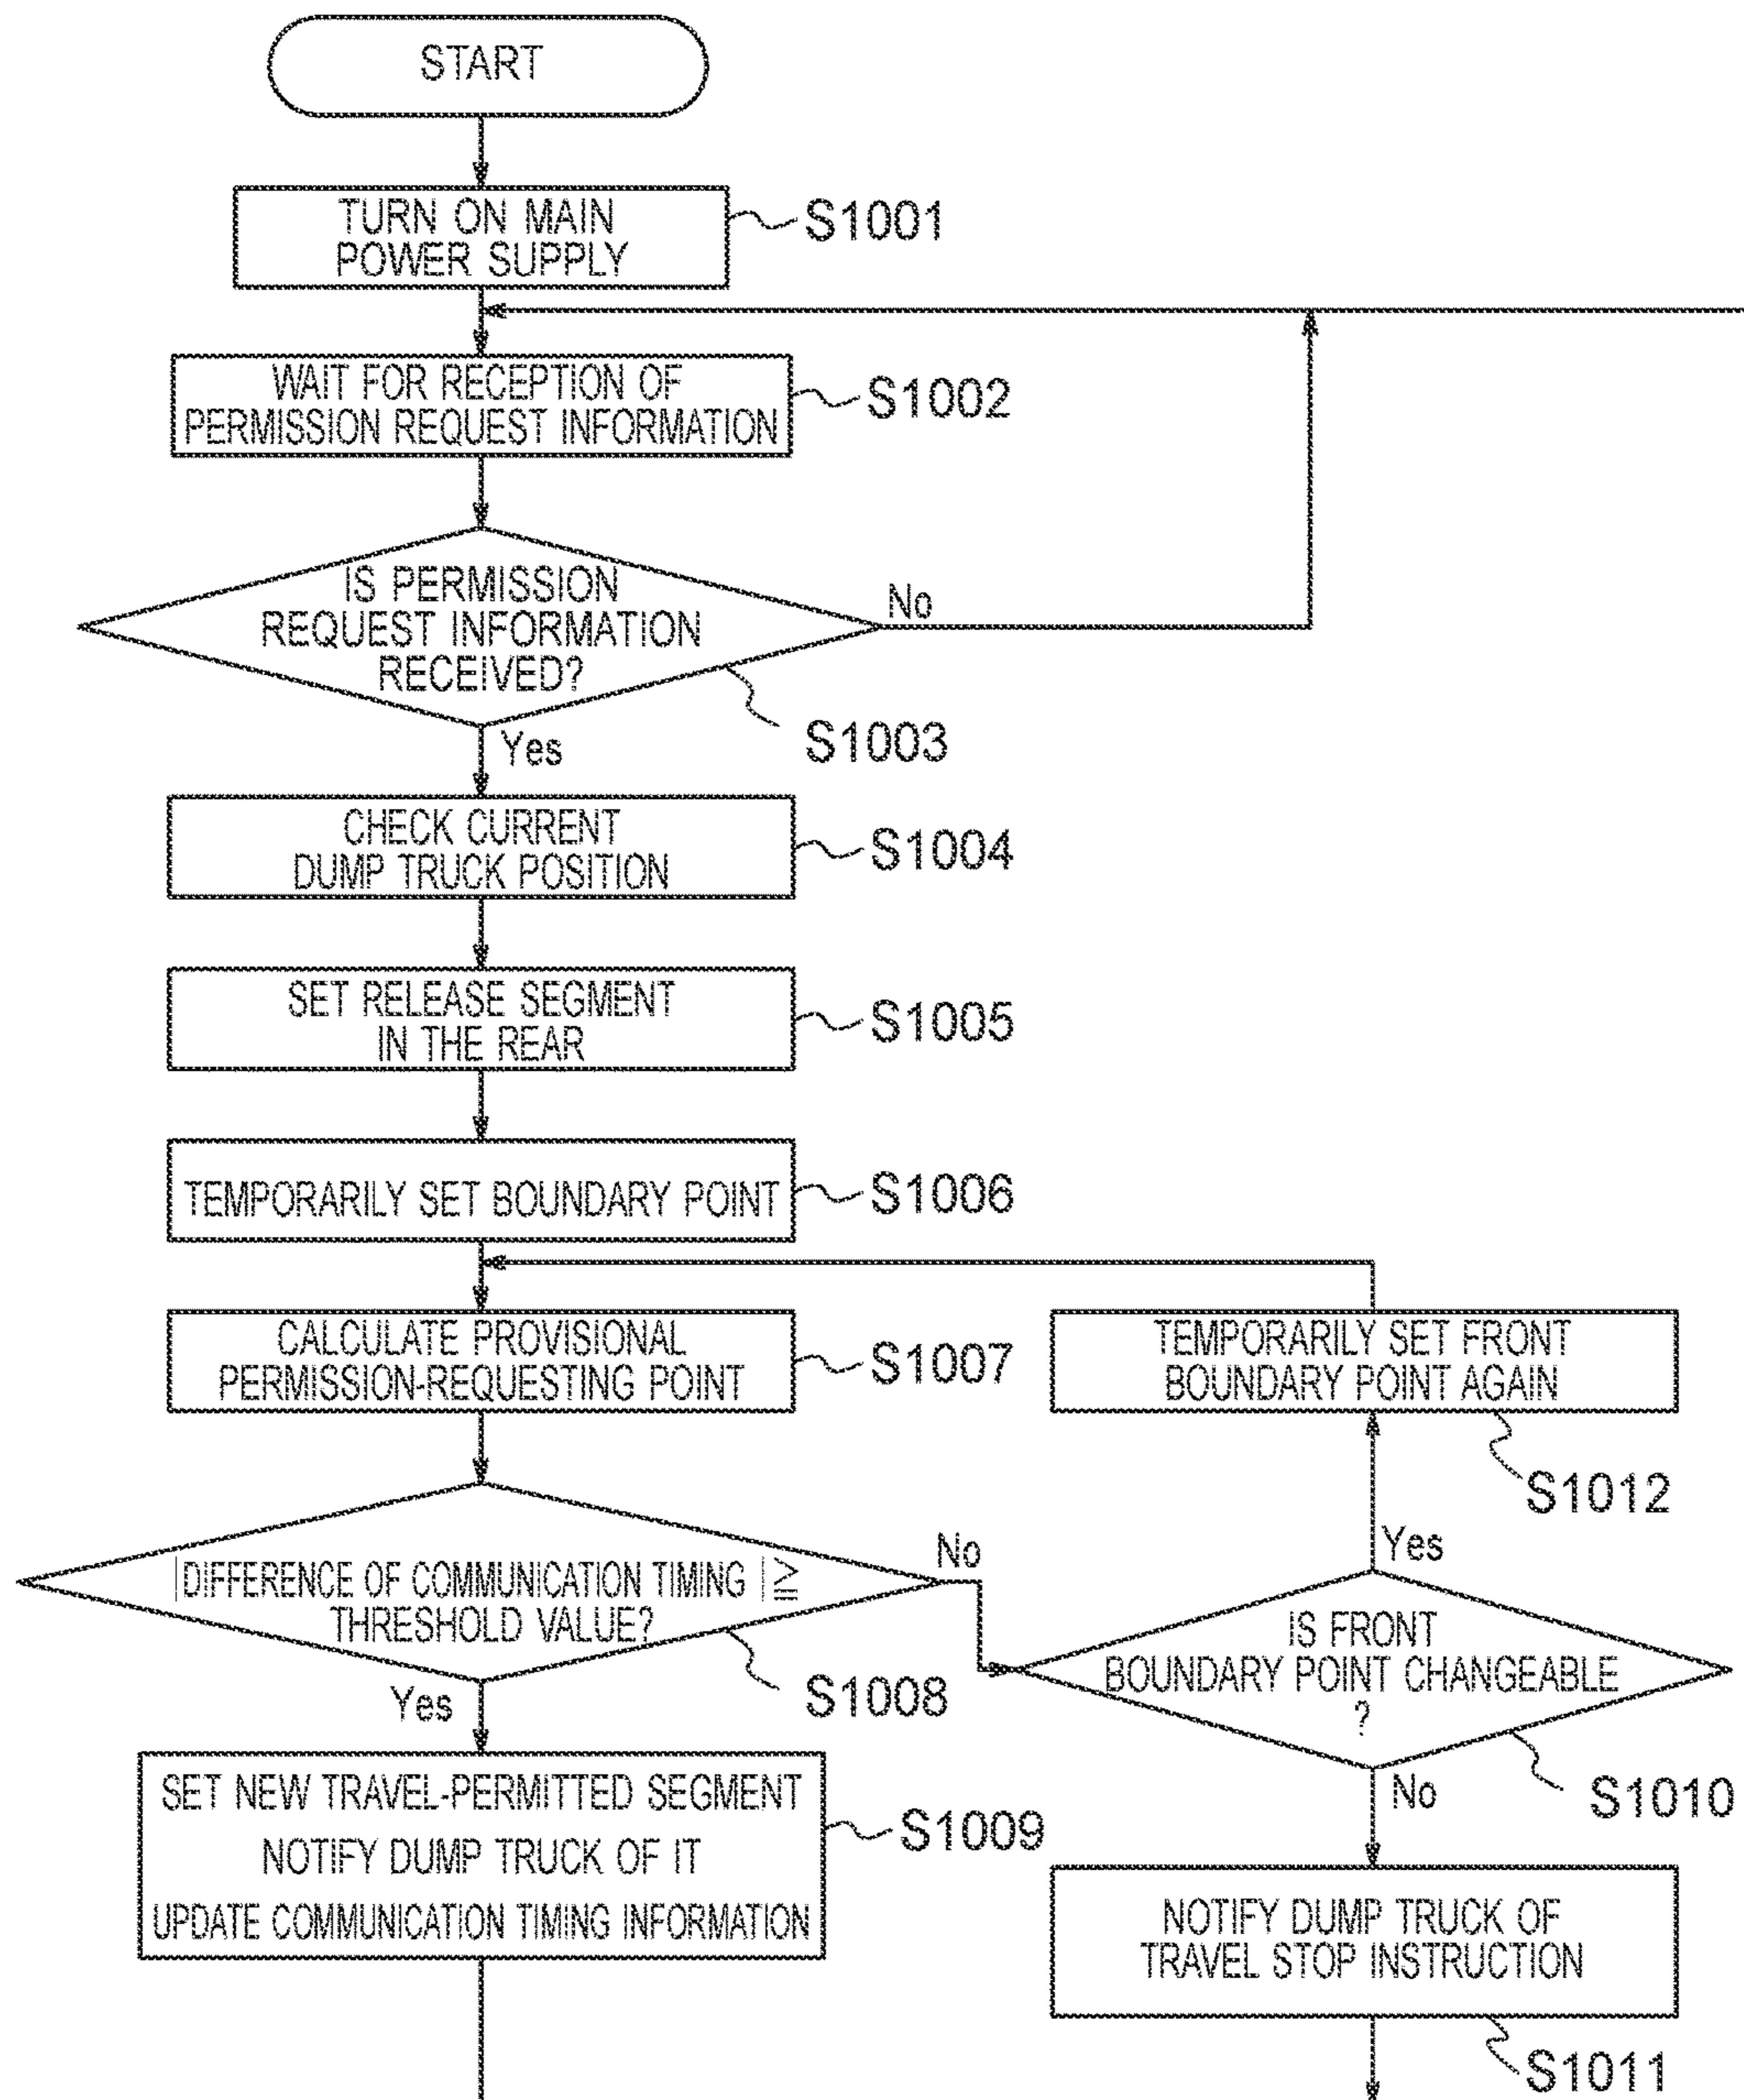 START
TURN ON MAIN
POWER SUPPLY
S1001
WAIT FOR RECEPTION OF
PERMISSION REQUEST INFORMATION
S1002
IS PERMISSION
REQUEST INFORMATION
RECEIVED?
No
S1003
Yes
CHECK CURRENT
DUMP TRUCK POSITION
S1004
SET RELEASE SEGMENT
IN THE REAR
S1005
TEMPORARILY SET BOUNDARY POINT
S1006
CALCULATE PROVISIONAL
PERMISSION-REQUESTING POINT
S1007
TEMPORARILY SET FRONT
BOUNDARY POINT AGAIN
S1012
|DIFFERENCE OF COMMUNICATION TIMING | ≧
THRESHOLD VALUE?
No
S1008
Yes
Yes
IS FRONT
BOUNDARY POINT CHANGEABLE
?
S1010
No
SET NEW TRAVEL-PERMITTED SEGMENT
NOTIFY DUMP TRUCK OF IT
UPDATE COMMUNICATION TIMING INFORMATION
S1009
NOTIFY DUMP TRUCK OF
TRAVEL STOP INSTRUCTION
S1011